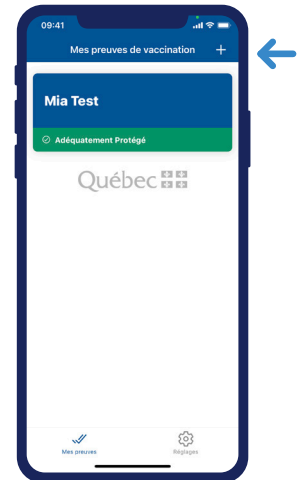 09:41
Mes preuves de vaccination +
Mia Test
Adéquatement Protégé
Québec
Mes preuves
Réglages